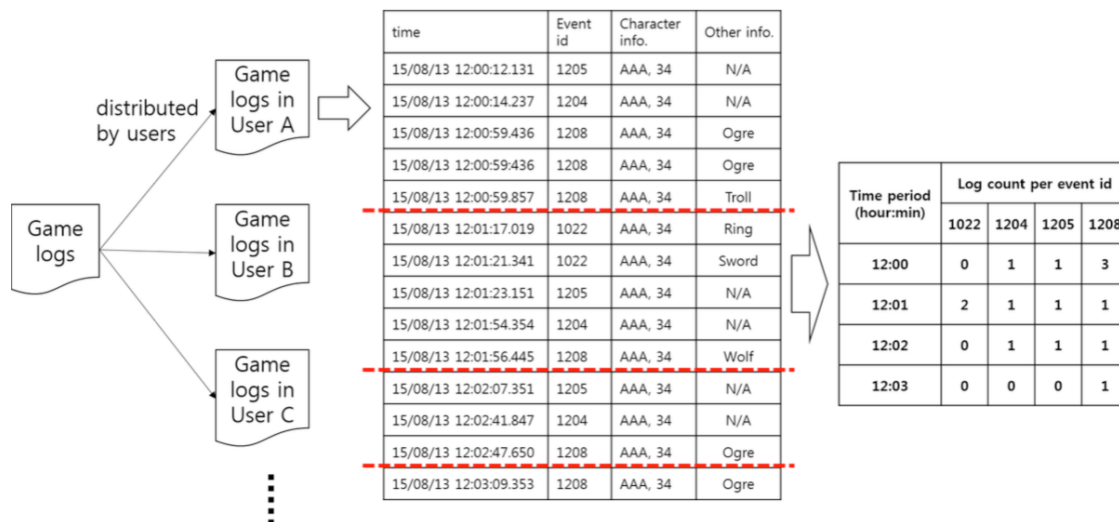 Game
logs
distributed
by users
Game
logs in
User A
Game
logs in
User B
Game
logs in
User C
time Event id Character info. Other info.
15/08/13 12:00:12.131 1205 AAA, 34 N/A
15/08/13 12:00:14.237 1204 AAA, 34 N/A
15/08/13 12:00:59.436 1208 AAA, 34 Ogre
15/08/13 12:00:59:436 1208 AAA, 34 Ogre
15/08/13 12:00:59.857 1208 AAA, 34 Troll
15/08/13 12:01:17.019 1022 AAA, 34 Ring
15/08/13 12:01:21.341 1022 AAA, 34 Sword
15/08/13 12:01:23.151 1205 AAA, 34 N/A
15/08/13 12:01:54.354 1204 AAA, 34 N/A
15/08/13 12:01:56.445 1208 AAA, 34 Wolf
15/08/13 12:02:07.351 1205 AAA, 34 N/A
15/08/13 12:02:41.847 1204 AAA, 34 N/A
15/08/13 12:02:47.650 1208 AAA, 34 Ogre
15/08/13 12:03:09.353 1208 AAA, 34 Ogre
Time period
(hour:min)
Log count per event id
1022 1204 1205 1208
12:00 0 1 1 3
12:01 2 1 1 1
12:02 0 1 1 1
12:03 0 0 0 1